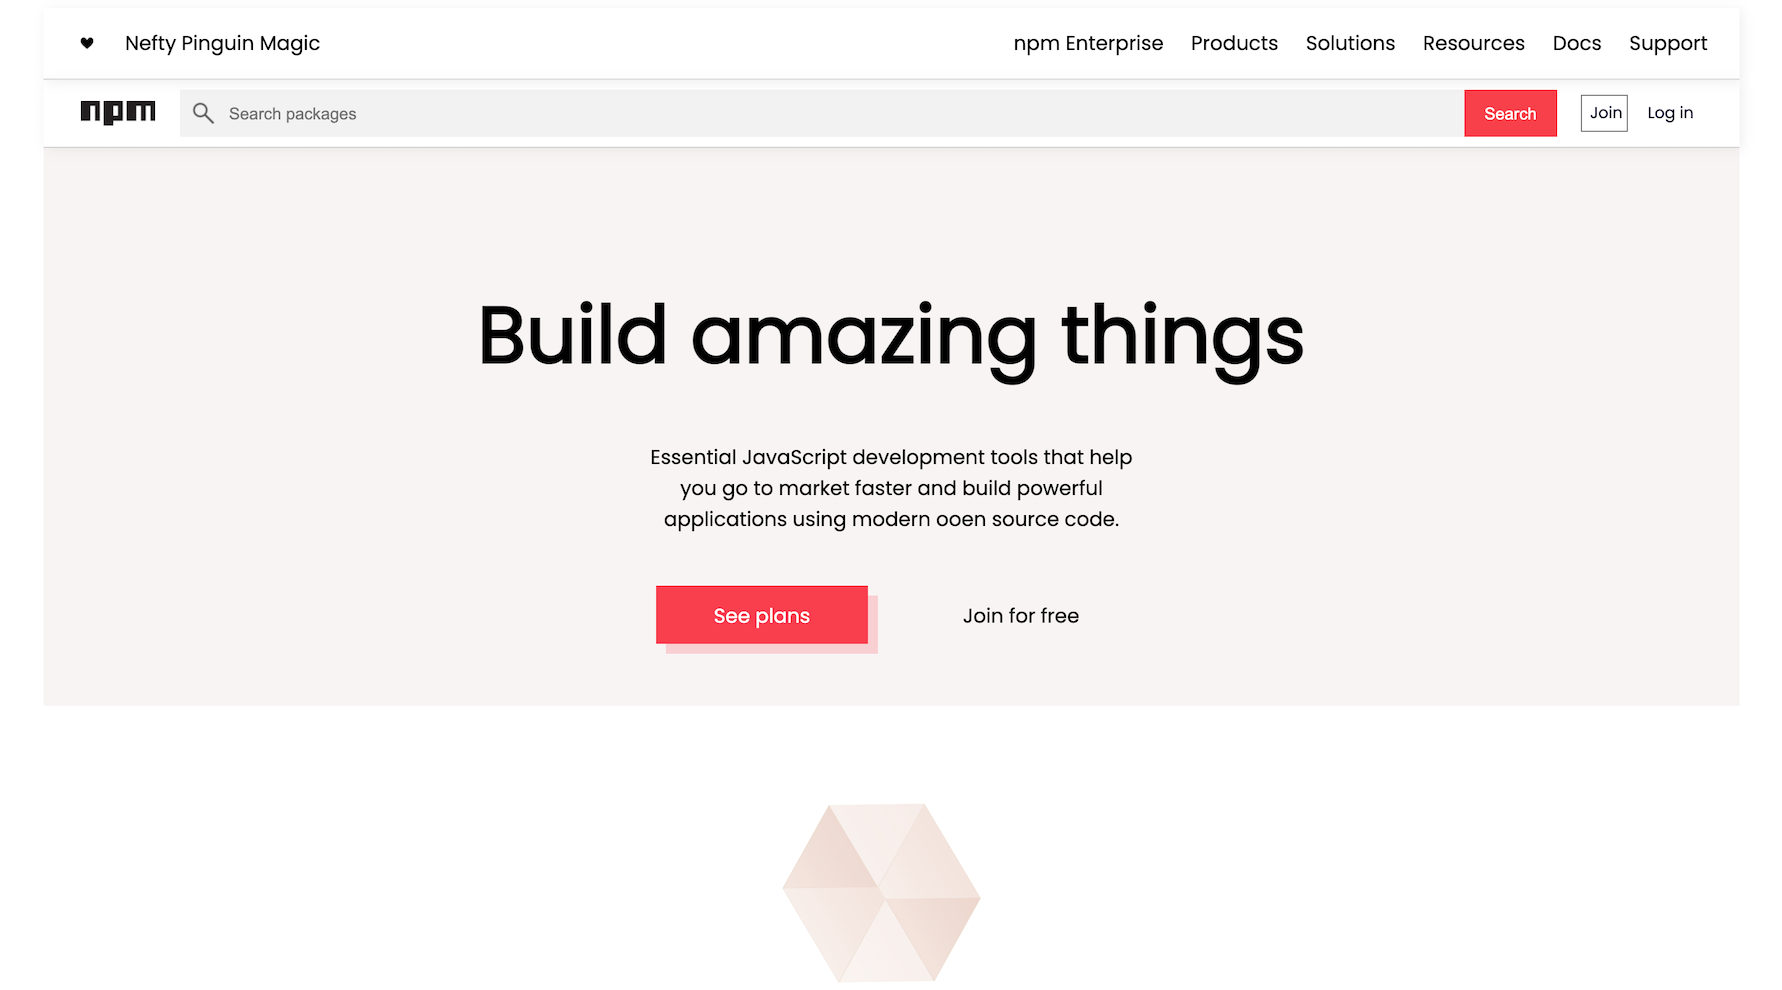 Nefty Pinguin Magic
npm Enterprise Products Solutions Resources Docs Support
npm Search packages Search Join Log in
Build amazing things
Essential JavaScript development tools that help
you go to market faster and build powerful
applications using modern ooen source code.
See plans Join for free